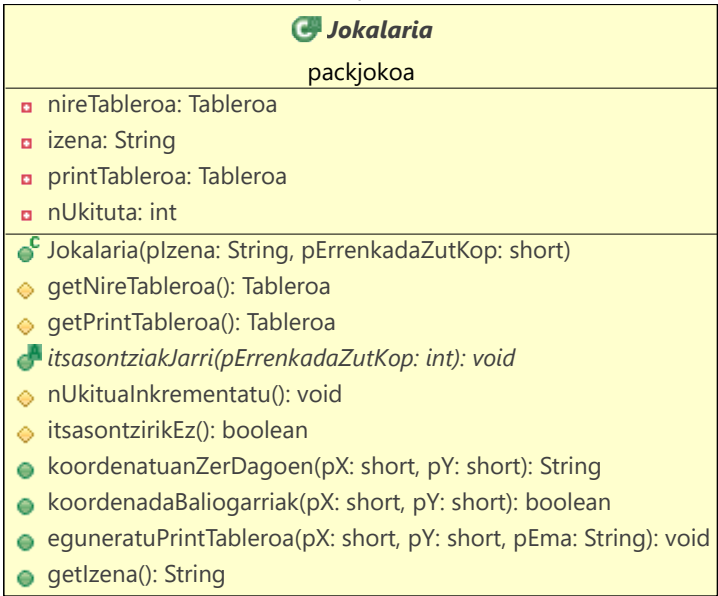 Jokalaria
packjokoa
nireTableroa: Tableroa
izena: String
printTableroa: Tableroa
nUkituta: int
Jokalaria(pIzena: String, pErrenkadaZutKop: short)
getNireTableroa(): Tableroa
getPrintTableroa(): Tableroa
itsasontziakJarri(pErrenkadaZutKop: int): void
nUkituaInkrementatu(): void
itsasontzirikEz(): boolean
koordenatuanZerDagoen(pX: short, pY: short): String
koordenadaBaliogarriak(pX: short, pY: short): boolean
eguneratuPrintTableroa(pX: short, pY: short, pEma: String): void
getIzena(): String